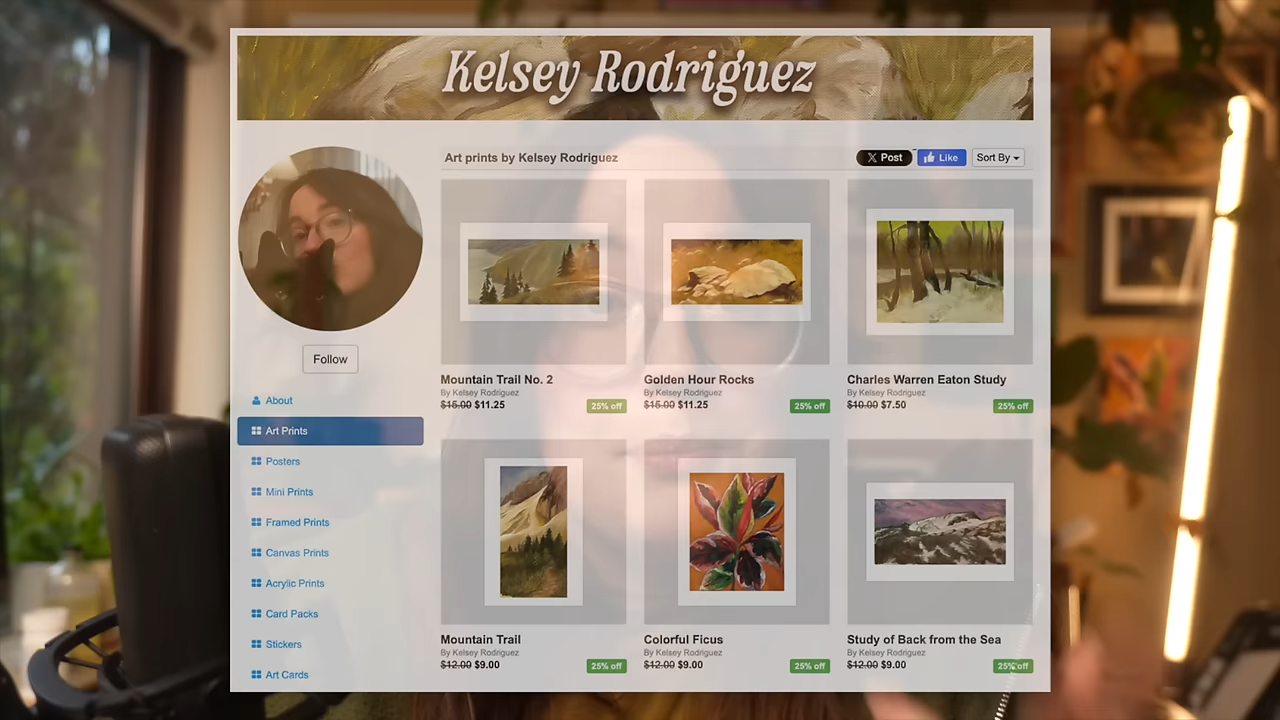 Kelsey Rodriguez
Art prints by Kelsey Rodriguez
Post
Like
Sort By
Follow
About
Art Prints
Posters
Mini Prints
Framed Prints
Canvas Prints
Acrylic Prints
Card Packs
Stickers
Art Cards
Mountain Trail No. 2
By Kelsey Rodriguez
$15.00 $11.25
25% off
Golden Hour Rocks
By Kelsey Rodriguez
$15.00 $11.25
25% off
Charles Warren Eaton Study
By Kelsey Rodriguez
$10.00 $7.50
25% off
Mountain Trail
By Kelsey Rodriguez
$12.00 $9.00
25% off
Colorful Ficus
By Kelsey Rodriguez
$12.00 $9.00
25% off
Study of Back from the Sea
By Kelsey Rodriguez
$12.00 $9.00
25% off